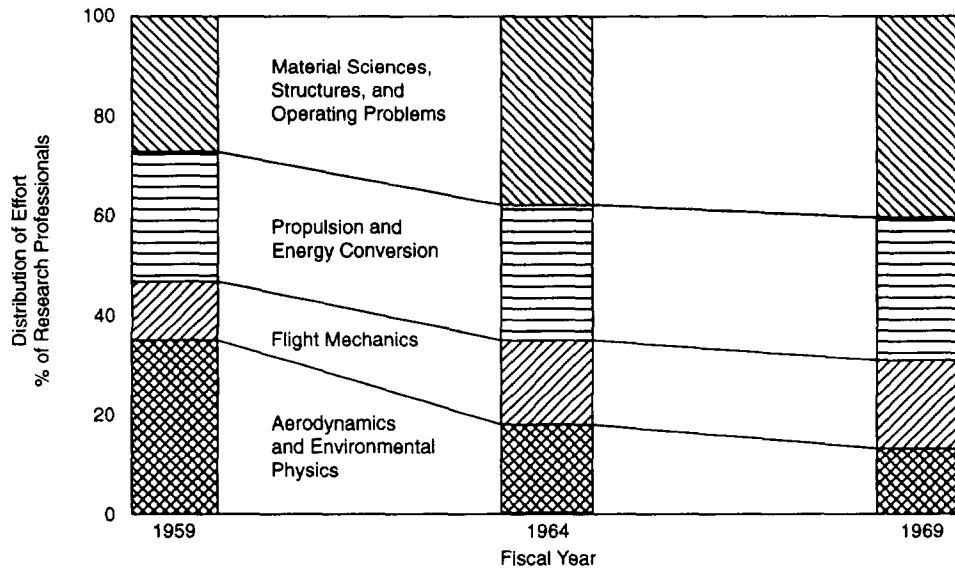 100
80
60
40
20
0
Distribution of Effort
% of Research Professionals
Material Sciences,
Structures, and
Operating Problems
Propulsion and
Energy Conversion
Flight Mechanics
Aerodynamics
and Environmental
Physics
1959
1964
1969
Fiscal Year